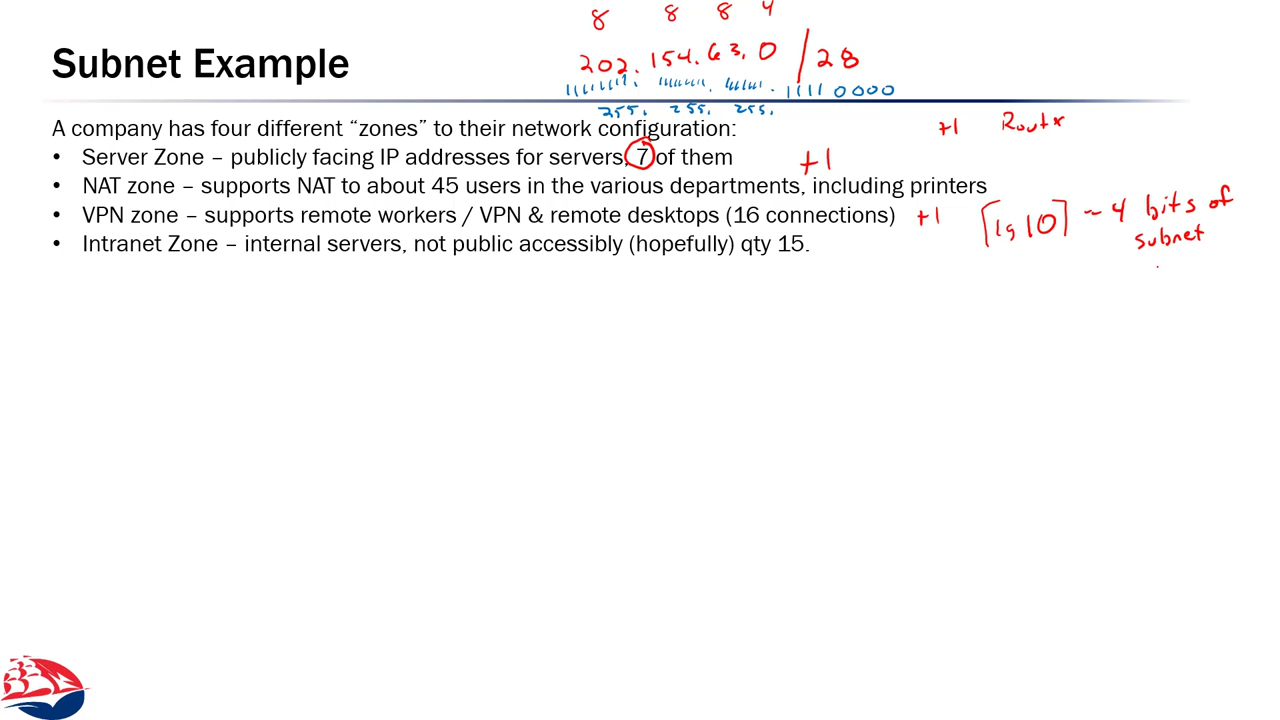 8 8 8 4
Subnet Example
202.154.63.0 /28
11111111. 11111111. 11111111. 11110000
255. 255. 255.
A company has four different “zones” to their network configuration:
+1 Router
• Server Zone – publicly facing IP addresses for servers, 7 of them
+1
• NAT zone – supports NAT to about 45 users in the various departments, including printers
• VPN zone – supports remote workers / VPN & remote desktops (16 connections)
+1
⌈lg 10⌉ ~ 4 bits of
subnet
• Intranet Zone – internal servers, not public accessibly (hopefully) qty 15.